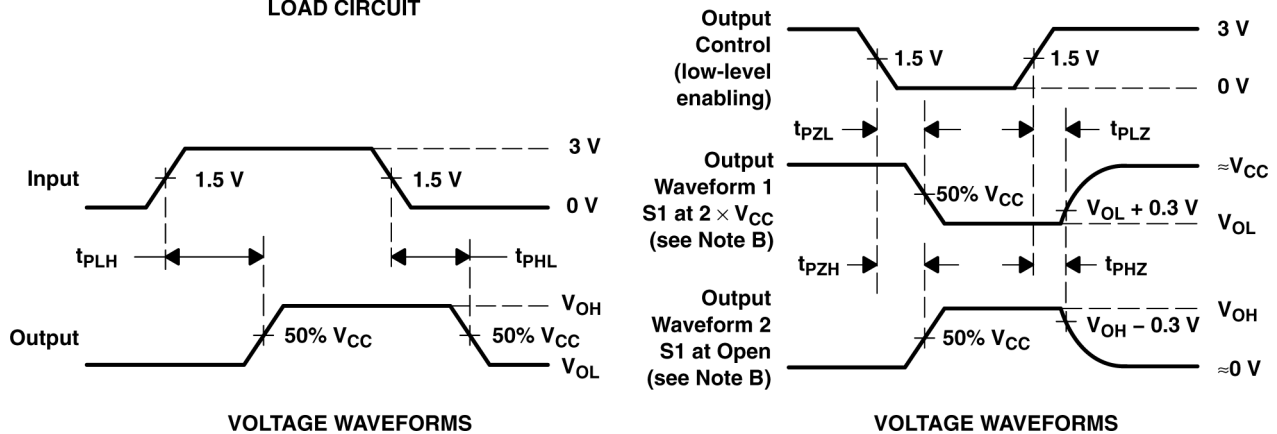 LOAD CIRCUIT
Input
1.5 V
1.5 V
3 V
0 V
tPLH
tPHL
Output
50% VCC
50% VCC
VOH
VOL
VOLTAGE WAVEFORMS
Output
Control
(low-level
enabling)
1.5 V
1.5 V
3 V
0 V
tPZL
tPLZ
Output
Waveform 1
S1 at 2 × VCC
(see Note B)
50% VCC
VOL + 0.3 V
≈VCC
VOL
tPZH
tPHZ
Output
Waveform 2
S1 at Open
(see Note B)
50% VCC
VOH − 0.3 V
VOH
≈0 V
VOLTAGE WAVEFORMS